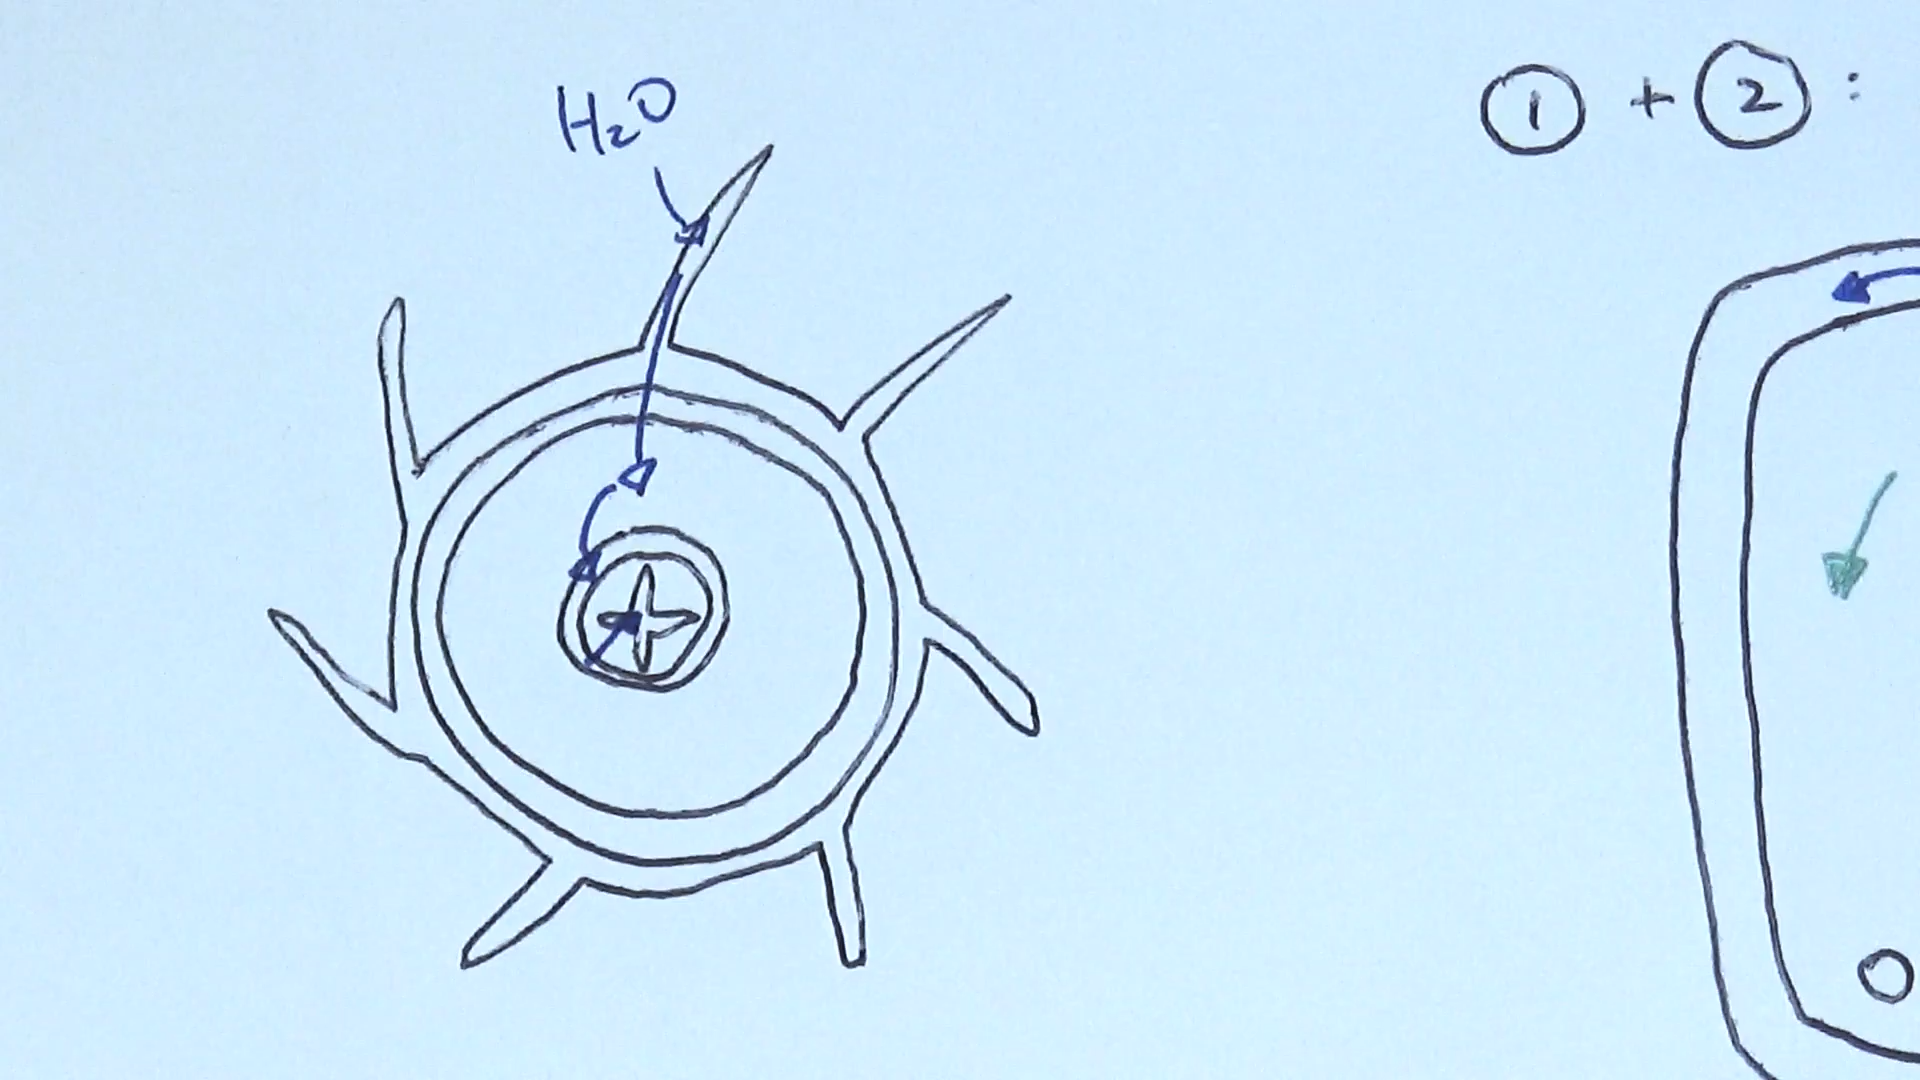 H₂O
① + ② :